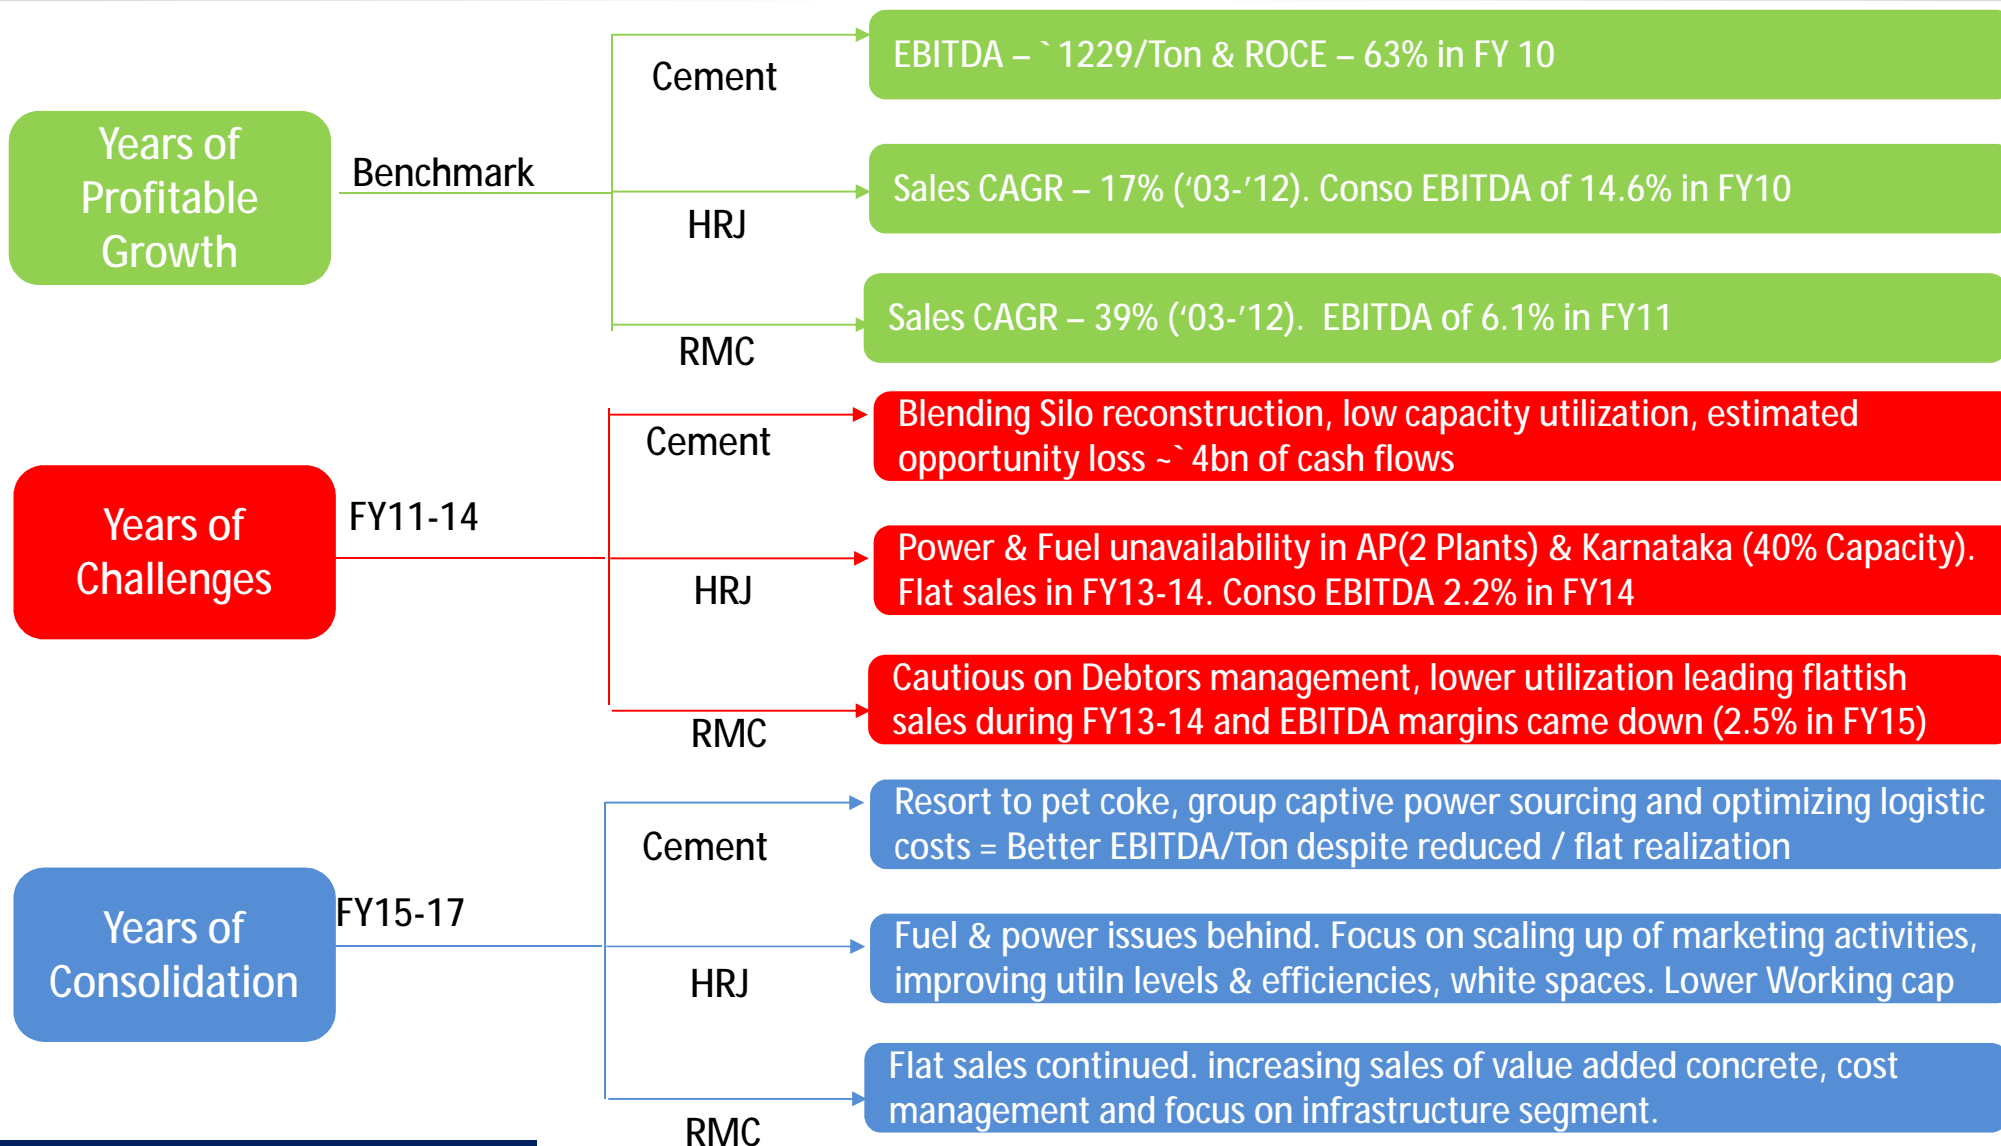 Years of
Profitable
Growth
Benchmark
Cement
EBITDA – ` 1229/Ton & ROCE – 63% in FY 10
HRJ
Sales CAGR – 17% (‘03-’12). Conso EBITDA of 14.6% in FY10
RMC
Sales CAGR – 39% (‘03-’12).  EBITDA of 6.1% in FY11
Years of
Challenges
FY11-14
Cement
Blending Silo reconstruction, low capacity utilization, estimated
opportunity loss ~` 4bn of cash flows
HRJ
Power & Fuel unavailability in AP(2 Plants) & Karnataka (40% Capacity).
Flat sales in FY13-14. Conso EBITDA 2.2% in FY14
RMC
Cautious on Debtors management, lower utilization leading flattish
sales during FY13-14 and EBITDA margins came down (2.5% in FY15)
Years of
Consolidation
FY15-17
Cement
Resort to pet coke, group captive power sourcing and optimizing logistic
costs = Better EBITDA/Ton despite reduced / flat realization
HRJ
Fuel & power issues behind. Focus on scaling up of marketing activities,
improving utiln levels & efficiencies, white spaces. Lower Working cap
RMC
Flat sales continued. increasing sales of value added concrete, cost
management and focus on infrastructure segment.